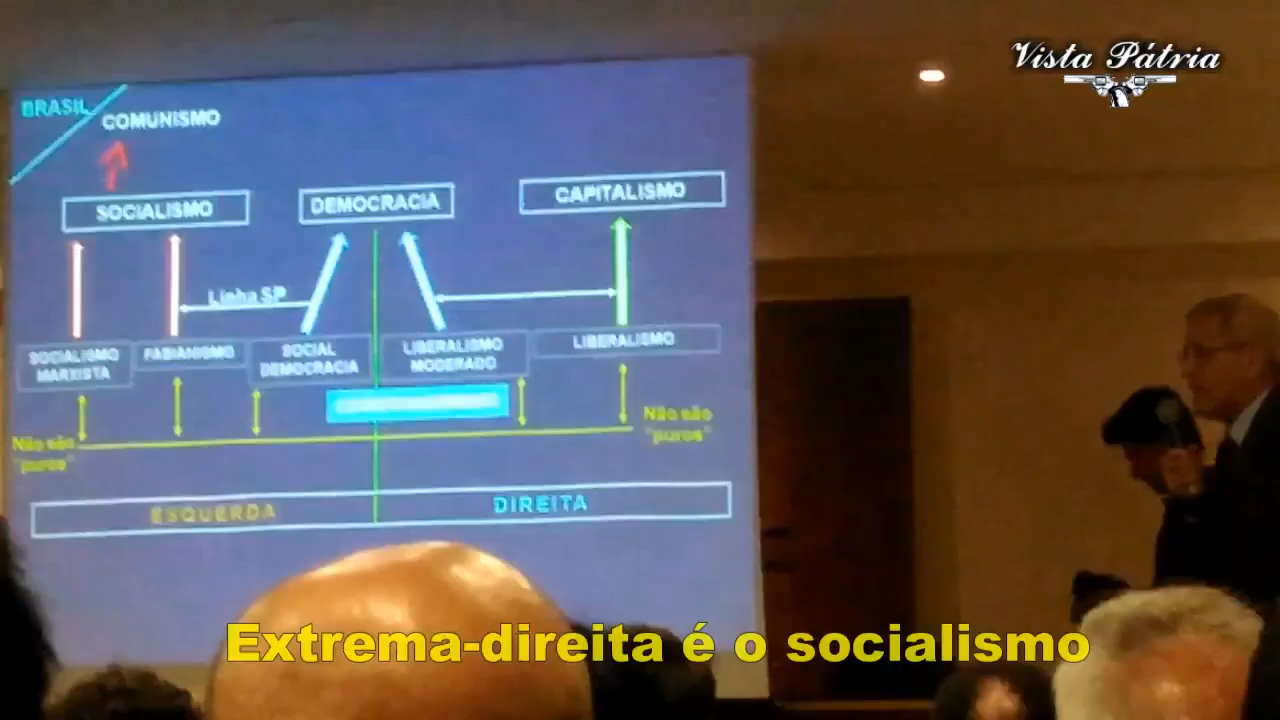 Vista Pátria
BRASIL
COMUNISMO
SOCIALISMO
DEMOCRACIA
CAPITALISMO
Linha SP
SOCIALISMO
MARXISTA
FABIANISMO
SOCIAL
DEMOCRACIA
LIBERALISMO
MODERADO
LIBERALISMO
Não são
"puros"
Não são
"puros"
ESQUERDA
DIREITA
Extrema-direita é o socialismo